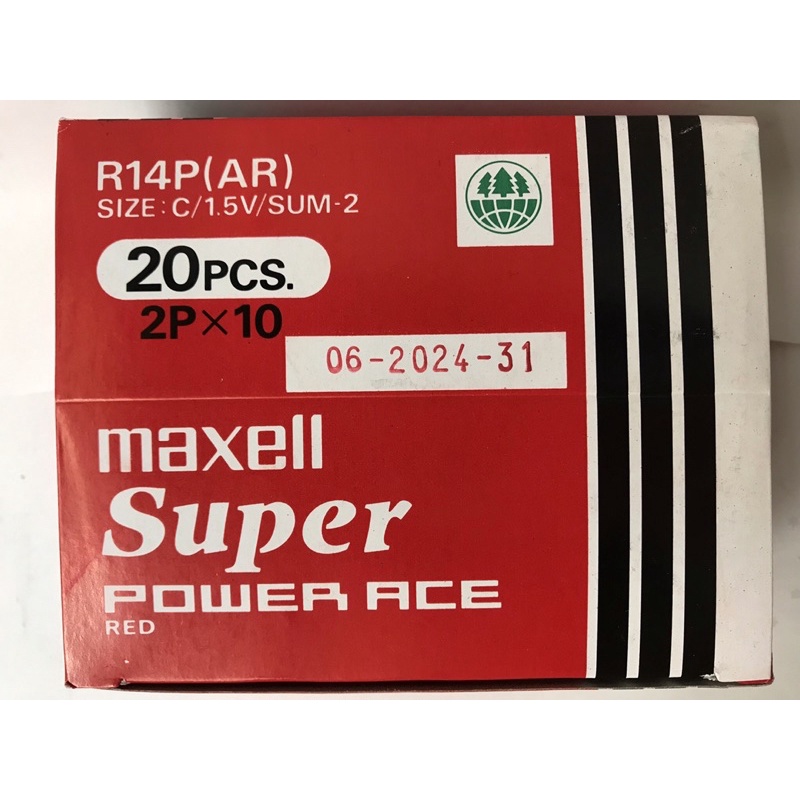 R14P(AR)
SIZE: C/1.5V/SUM-2
20PCS.
2P×10
06-2024-31
maxell
Super
POWER ACE
RED